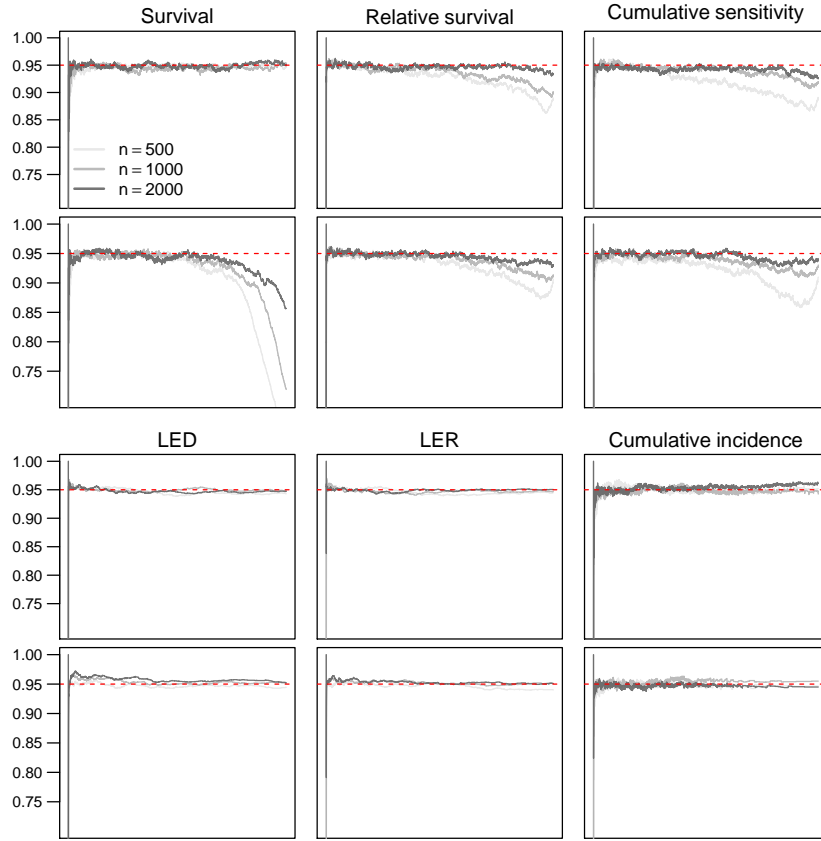 Survival
Relative survival
Cumulative sensitivity
1.00
0.95
0.90
0.85
0.80
0.75
n = 500
n = 1000
n = 2000
1.00
0.95
0.90
0.85
0.80
0.75
LED
LER
Cumulative incidence
1.00
0.95
0.90
0.85
0.80
0.75
1.00
0.95
0.90
0.85
0.80
0.75